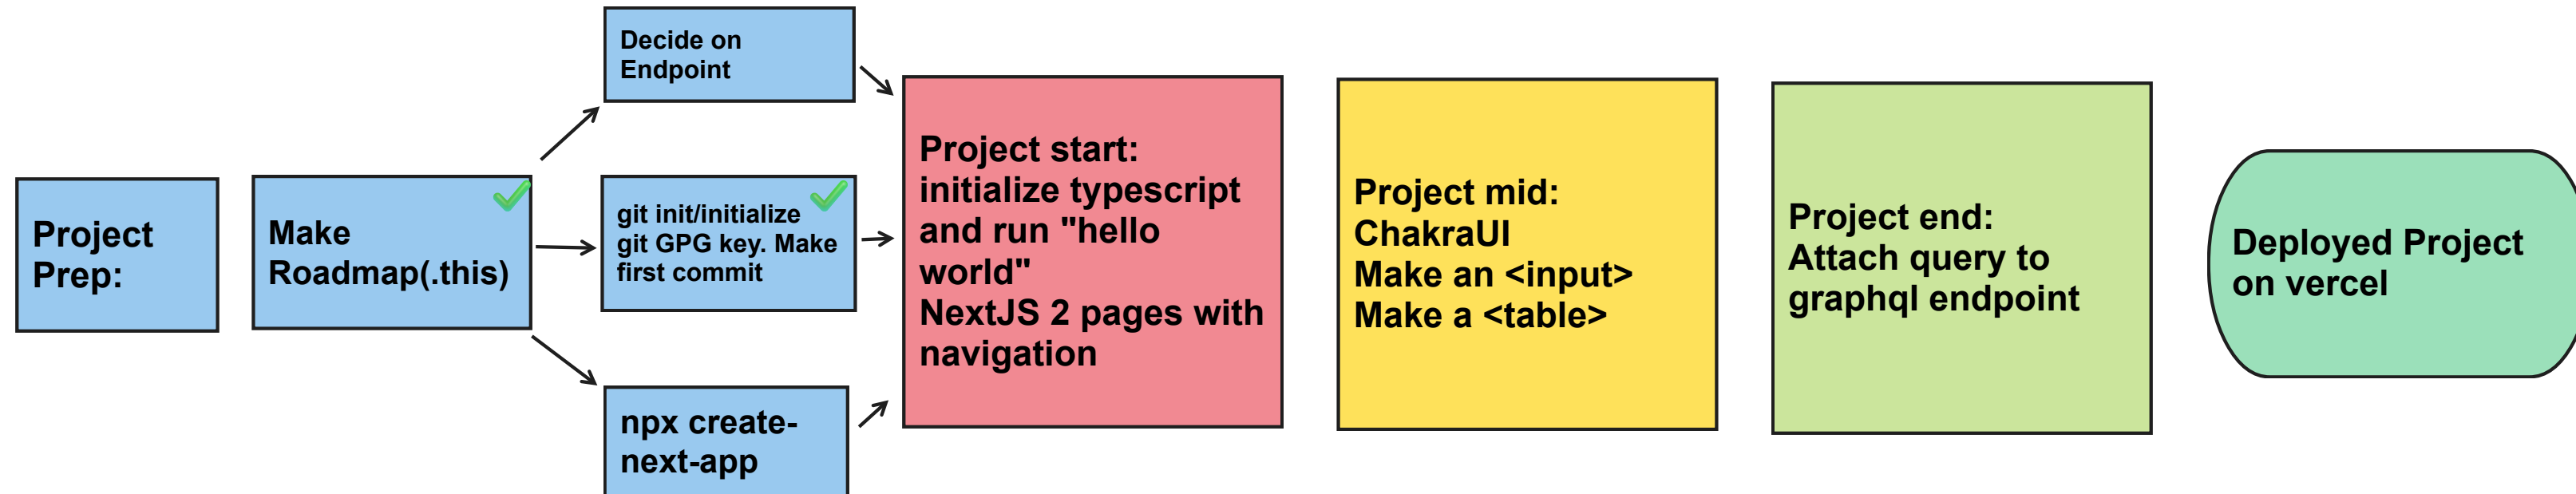 Project
Prep:
Make
Roadmap(.this)
Decide on
Endpoint
git init/initialize
git GPG key. Make
first commit
npx create-
next-app
Project start:
initialize typescript
and run "hello
world"
NextJS 2 pages with
navigation
Project mid:
ChakraUI
Make an <input>
Make a <table>
Project end:
Attach query to
graphql endpoint
Deployed Project
on vercel